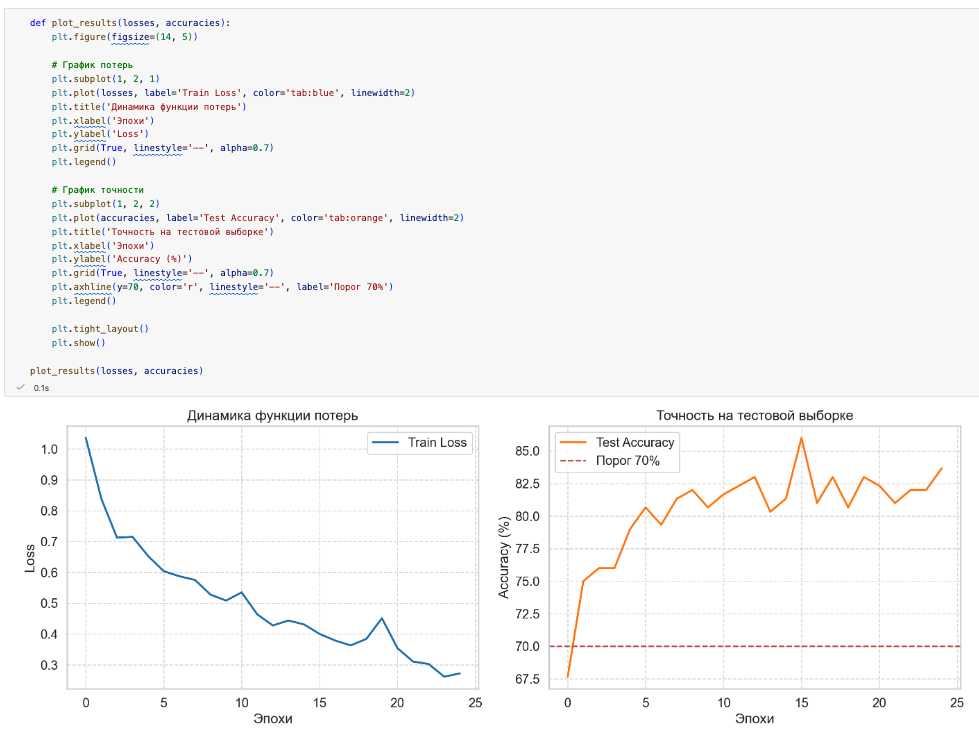 def plot_results(losses, accuracies):
    plt.figure(figsize=(14, 5))
    # График потерь
    plt.subplot(1, 2, 1)
    plt.plot(losses, label='Train Loss', color='tab:blue', linewidth=2)
    plt.title('Динамика функции потерь')
    plt.xlabel('Эпохи')
    plt.ylabel('Loss')
    plt.grid(True, linestyle='--', alpha=0.7)
    plt.legend()
    # График точности
    plt.subplot(1, 2, 2)
    plt.plot(accuracies, label='Test Accuracy', color='tab:orange', linewidth=2)
    plt.title('Точность на тестовой выборке')
    plt.xlabel('Эпохи')
    plt.ylabel('Accuracy (%)')
    plt.grid(True, linestyle='--', alpha=0.7)
    plt.axhline(y=70, color='r', linestyle='--', label='Порог 70%')
    plt.legend()
    plt.tight_layout()
    plt.show()
plot_results(losses, accuracies)
0.1s
Динамика функции потерь
Train Loss
Loss
1.0
0.9
0.8
0.7
0.6
0.5
0.4
0.3
0 5 10 15 20 25
Эпохи
Точность на тестовой выборке
Test Accuracy
Порог 70%
Accuracy (%)
85.0
82.5
80.0
77.5
75.0
72.5
70.0
67.5
0 5 10 15 20 25
Эпохи